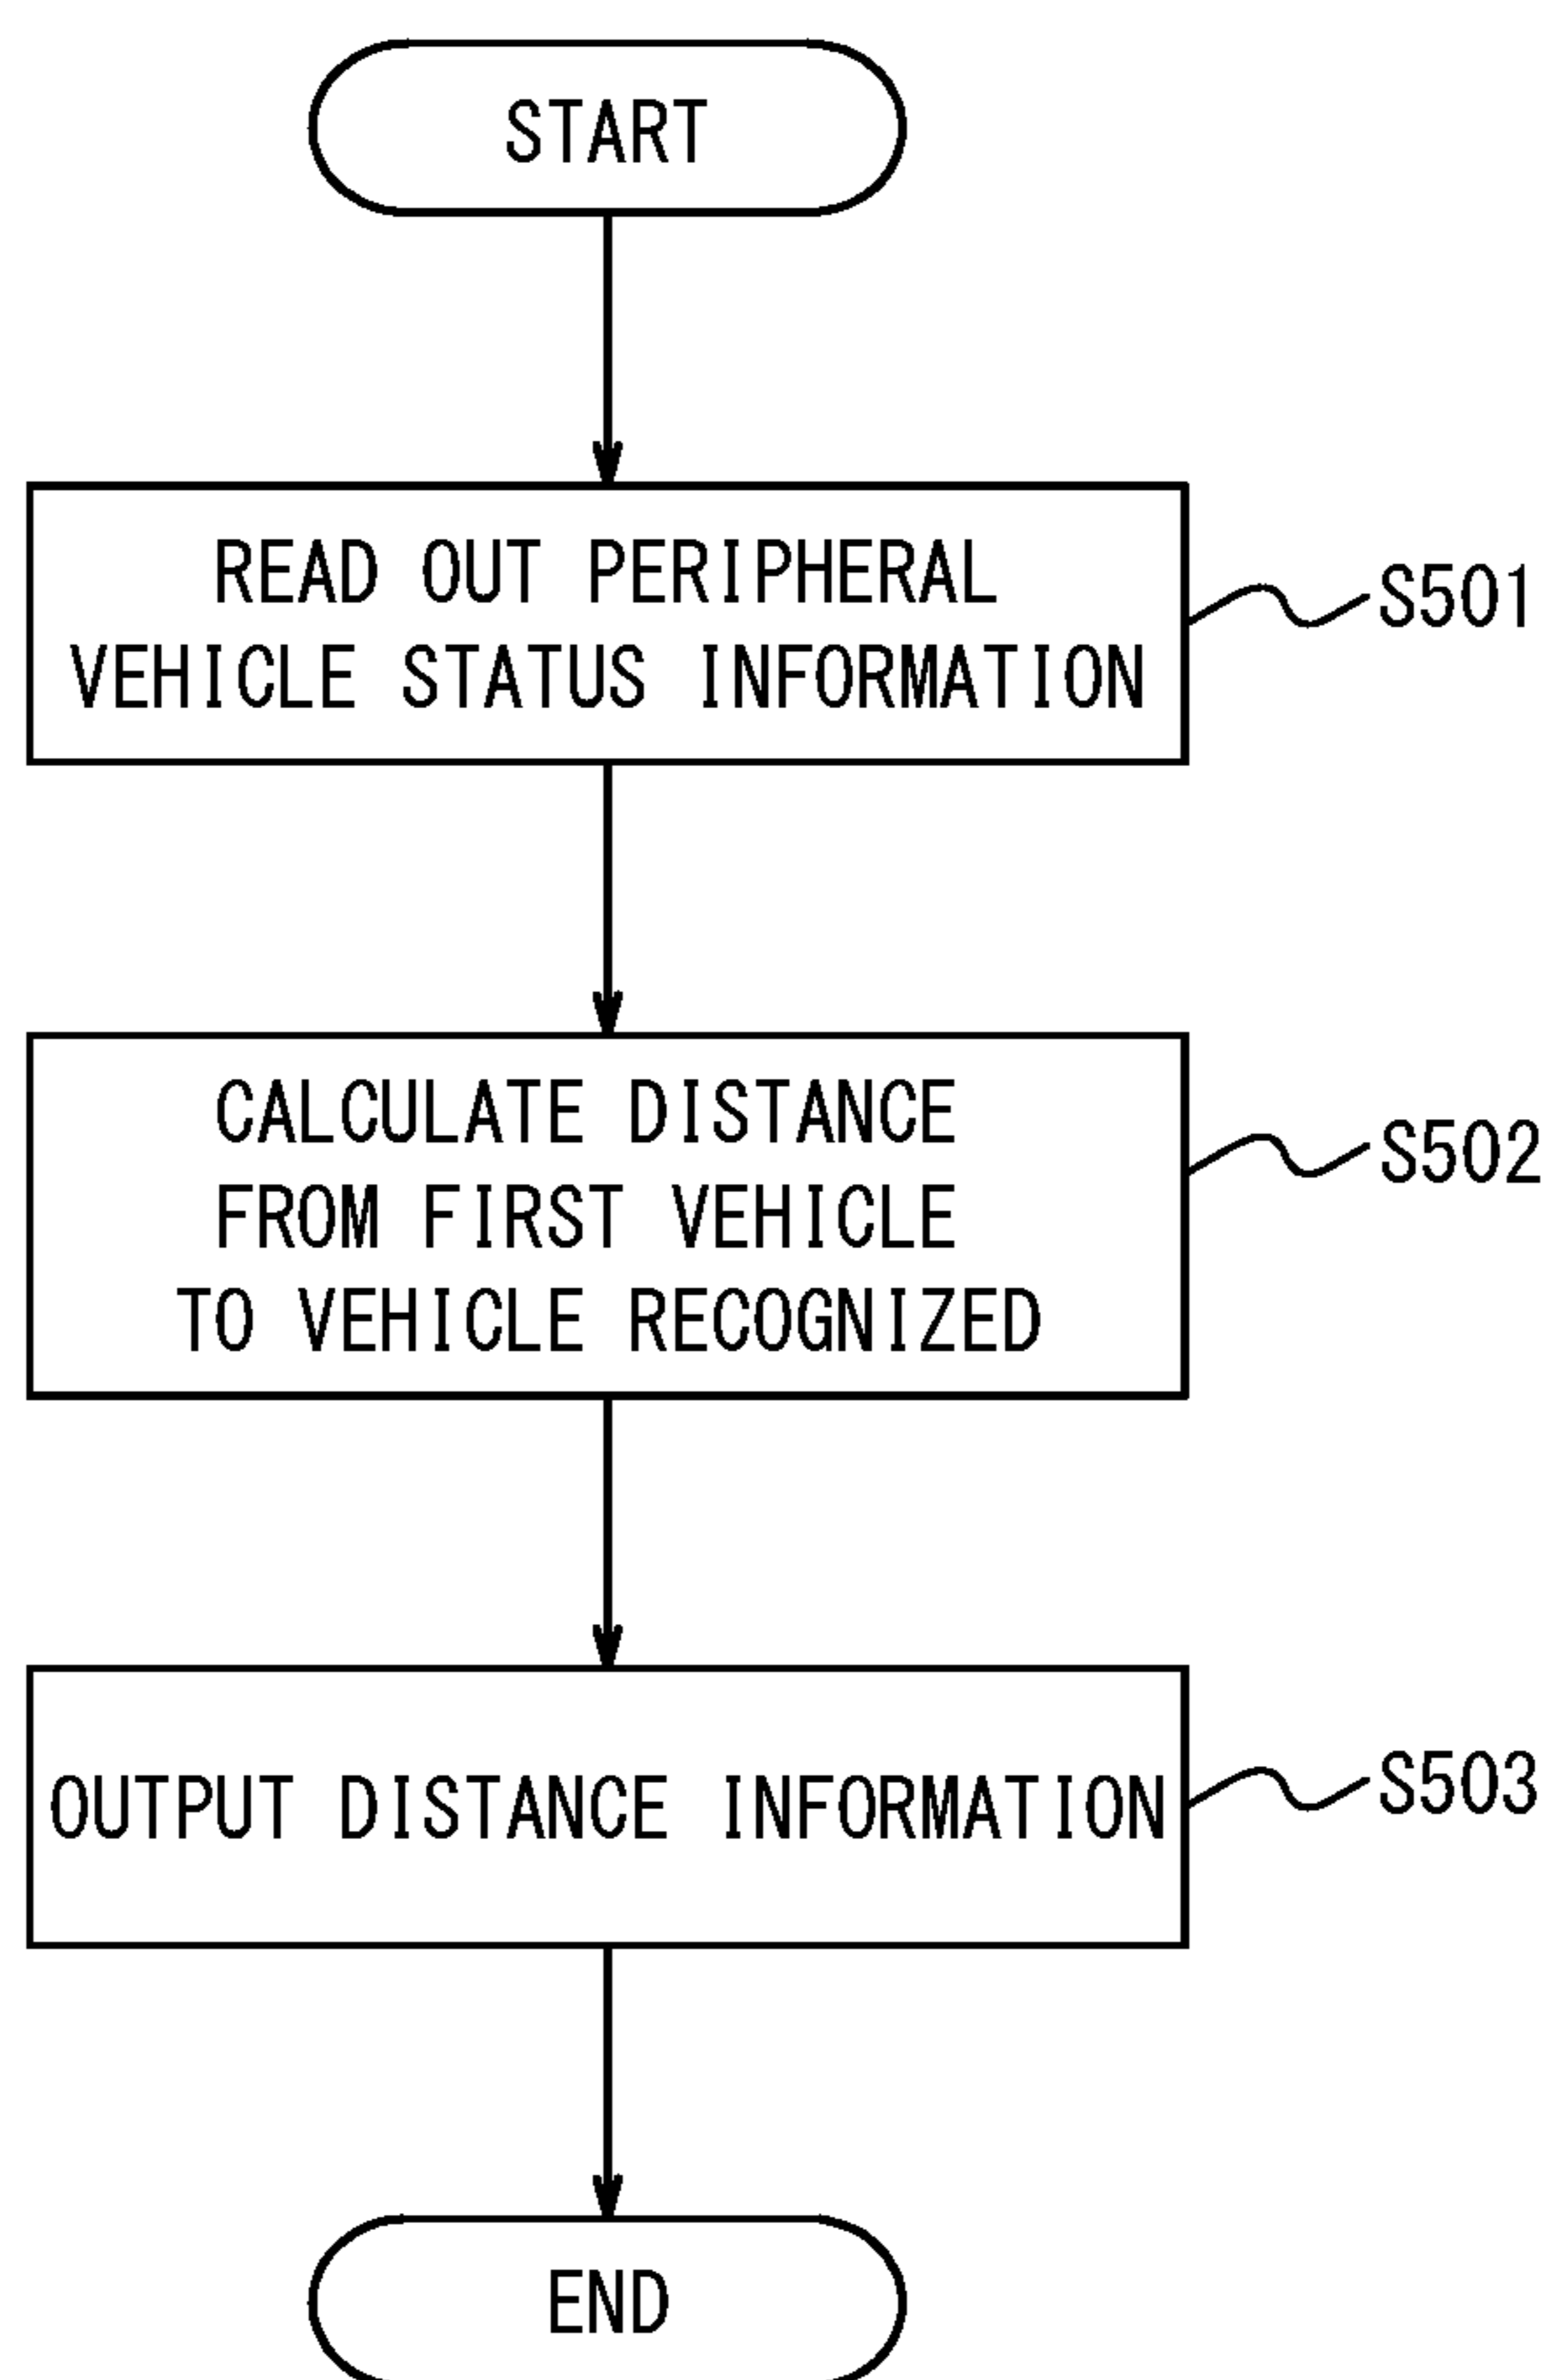 START
READ OUT PERIPHERAL
VEHICLE STATUS INFORMATION
S501
CALCULATE DISTANCE
FROM FIRST VEHICLE
TO VEHICLE RECOGNIZED
S502
OUTPUT DISTANCE INFORMATION
S503
END